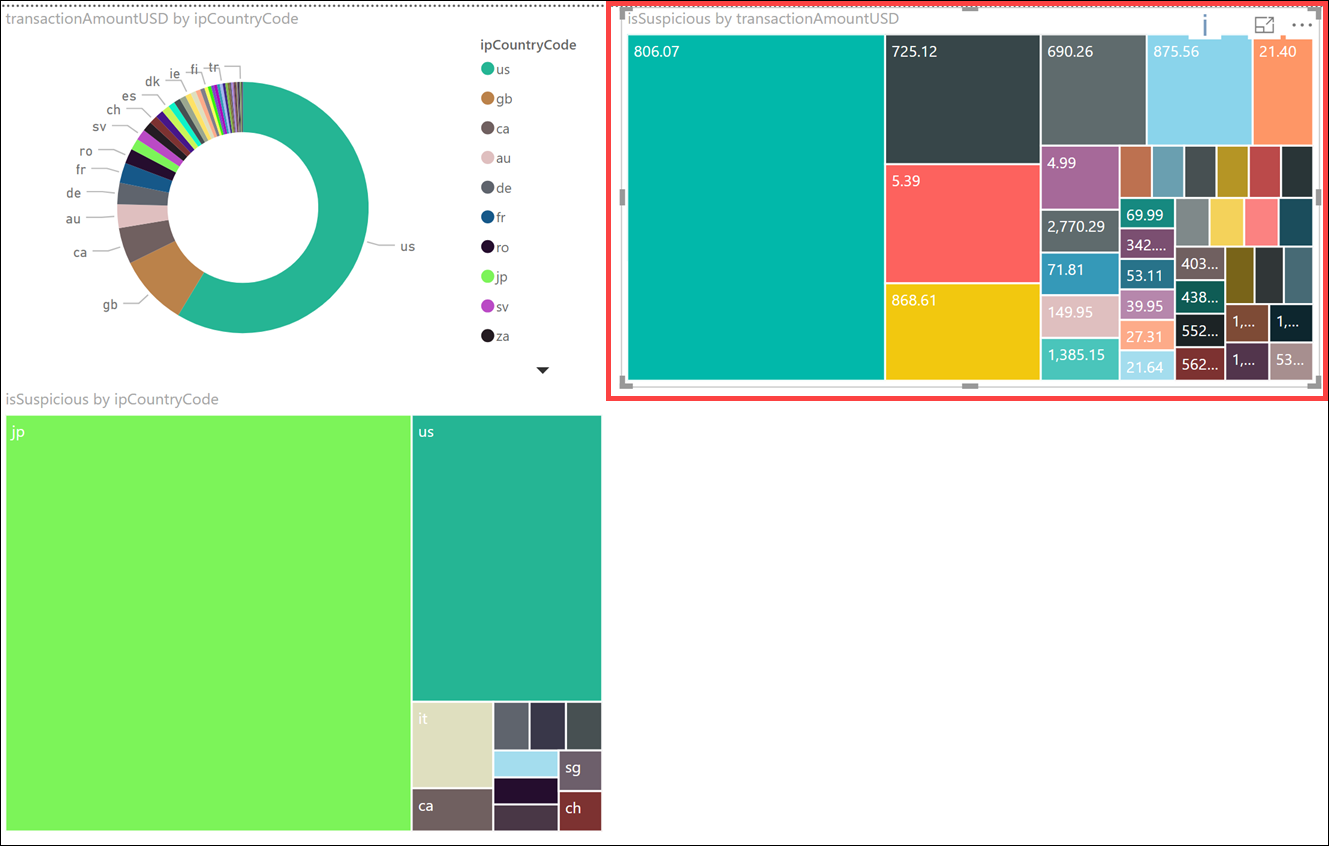 transactionAmountUSD by ipCountryCode
ipCountryCode
us
gb
ca
au
de
fr
ro
jp
sv
za
tr
fi
ie
dk
es
ch
sv
ro
fr
de
au
ca
gb
us
isSuspicious by transactionAmountUSD
806.07
725.12
690.26
875.56
21.40
5.39
4.99
868.61
2,770.29
71.81
149.95
1,385.15
69.99
342....
53.11
39.95
27.31
21.64
403...
438...
552...
562...
1,...
1,...
1,...
53...
isSuspicious by ipCountryCode
jp
us
it
ca
sg
ch